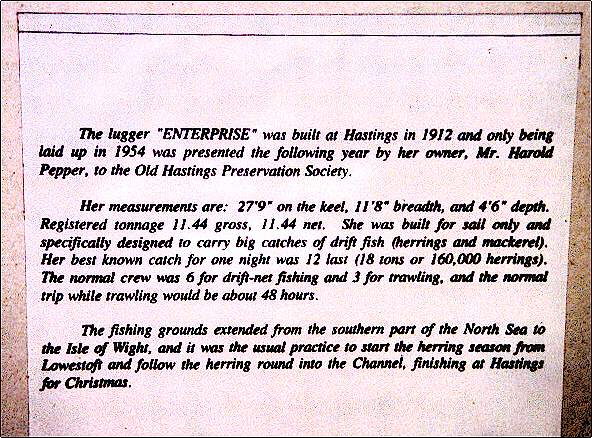 The lugger "ENTERPRISE" was built at Hastings in 1912 and only being
laid up in 1954 was presented the following year by her owner, Mr. Harold
Pepper, to the Old Hastings Preservation Society.
Her measurements are: 27'9" on the keel, 11'8" breadth, and 4'6" depth.
Registered tonnage 11.44 gross, 11.44 net. She was built for sail only and
specifically designed to carry big catches of drift fish (herrings and mackerel).
Her best known catch for one night was 12 last (18 tons or 160,000 herrings).
The normal crew was 6 for drift-net fishing and 3 for trawling, and the normal
trip while trawling would be about 48 hours.
The fishing grounds extended from the southern part of the North Sea to
the Isle of Wight, and it was the usual practice to start the herring season from
Lowestoft and follow the herring round into the Channel, finishing at Hastings
for Christmas.